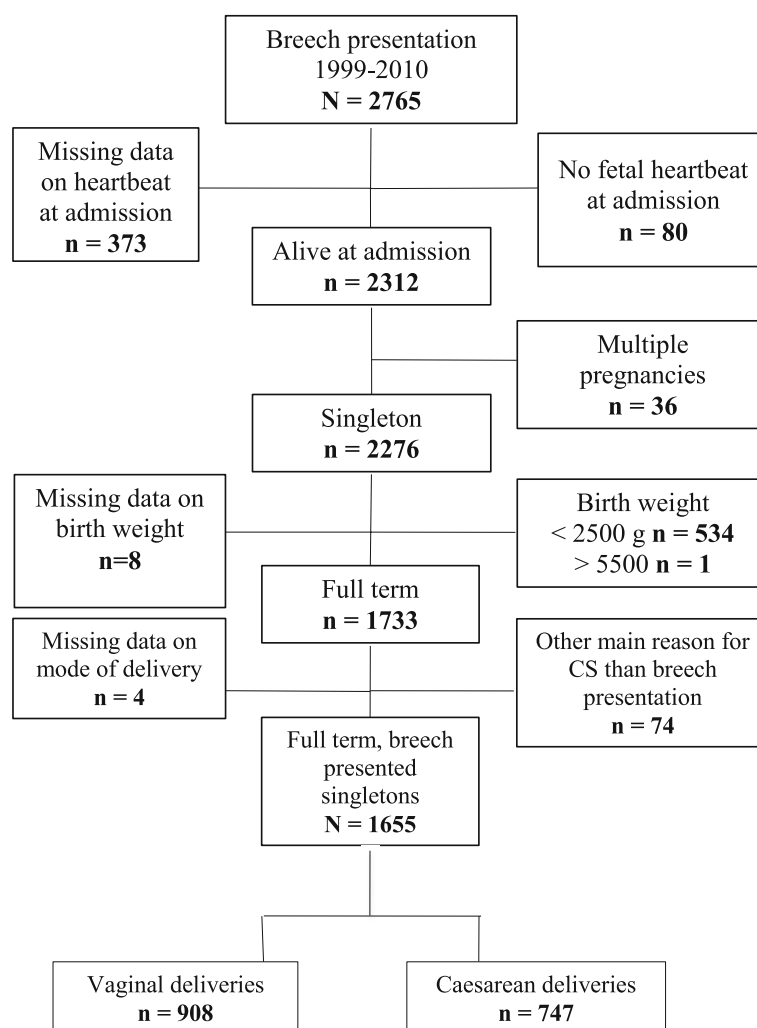 Breech presentation
1999-2010
N = 2765
Missing data
on heartbeat
at admission
n = 373
No fetal heartbeat
at admission
n = 80
Alive at admission
n = 2312
Multiple
pregnancies
n = 36
Singleton
n = 2276
Missing data on
birth weight
n=8
Birth weight
< 2500 g n = 534
> 5500 n = 1
Full term
n = 1733
Missing data on
mode of delivery
n = 4
Other main reason for
CS than breech
presentation
n = 74
Full term, breech
presented
singletons
N = 1655
Vaginal deliveries
n = 908
Caesarean deliveries
n = 747